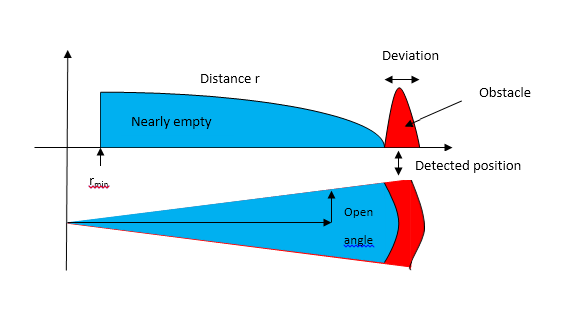 Deviation
Distance r
Obstacle
Nearly empty
Detected position
rmin
Open
angle